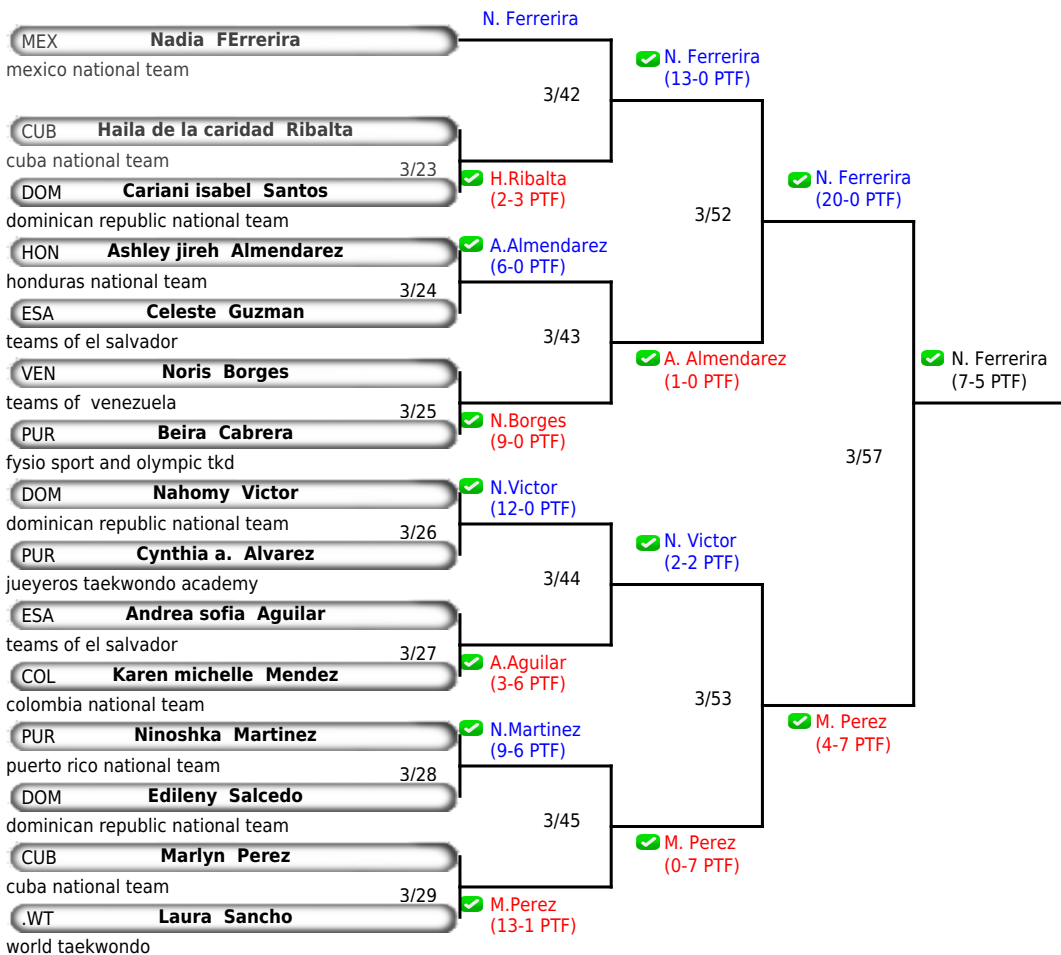 N. Ferrerira
MEX Nadia FErrerira
mexico national team
N. Ferrerira
(13-0 PTF)
3/42
CUB Haila de la caridad Ribalta
cuba national team
3/23
DOM Cariani isabel Santos
dominican republic national team
H.Ribalta
(2-3 PTF)
N. Ferrerira
(20-0 PTF)
3/52
HON Ashley jireh Almendarez
honduras national team
A.Almendarez
(6-0 PTF)
3/24
ESA Celeste Guzman
teams of el salvador
3/43
VEN Noris Borges
teams of  venezuela
A. Almendarez
(1-0 PTF)
N. Ferrerira
(7-5 PTF)
3/25
PUR Beira Cabrera
fysio sport and olympic tkd
N.Borges
(9-0 PTF)
3/57
DOM Nahomy Victor
dominican republic national team
N.Victor
(12-0 PTF)
3/26
PUR Cynthia a. Alvarez
jueyeros taekwondo academy
N. Victor
(2-2 PTF)
3/44
ESA Andrea sofia Aguilar
teams of el salvador
3/27
COL Karen michelle Mendez
colombia national team
A.Aguilar
(3-6 PTF)
3/53
PUR Ninoshka Martinez
puerto rico national team
N.Martinez
(9-6 PTF)
M. Perez
(4-7 PTF)
3/28
DOM Edileny Salcedo
dominican republic national team
3/45
CUB Marlyn Perez
cuba national team
M. Perez
(0-7 PTF)
3/29
.WT Laura Sancho
world taekwondo
M.Perez
(13-1 PTF)